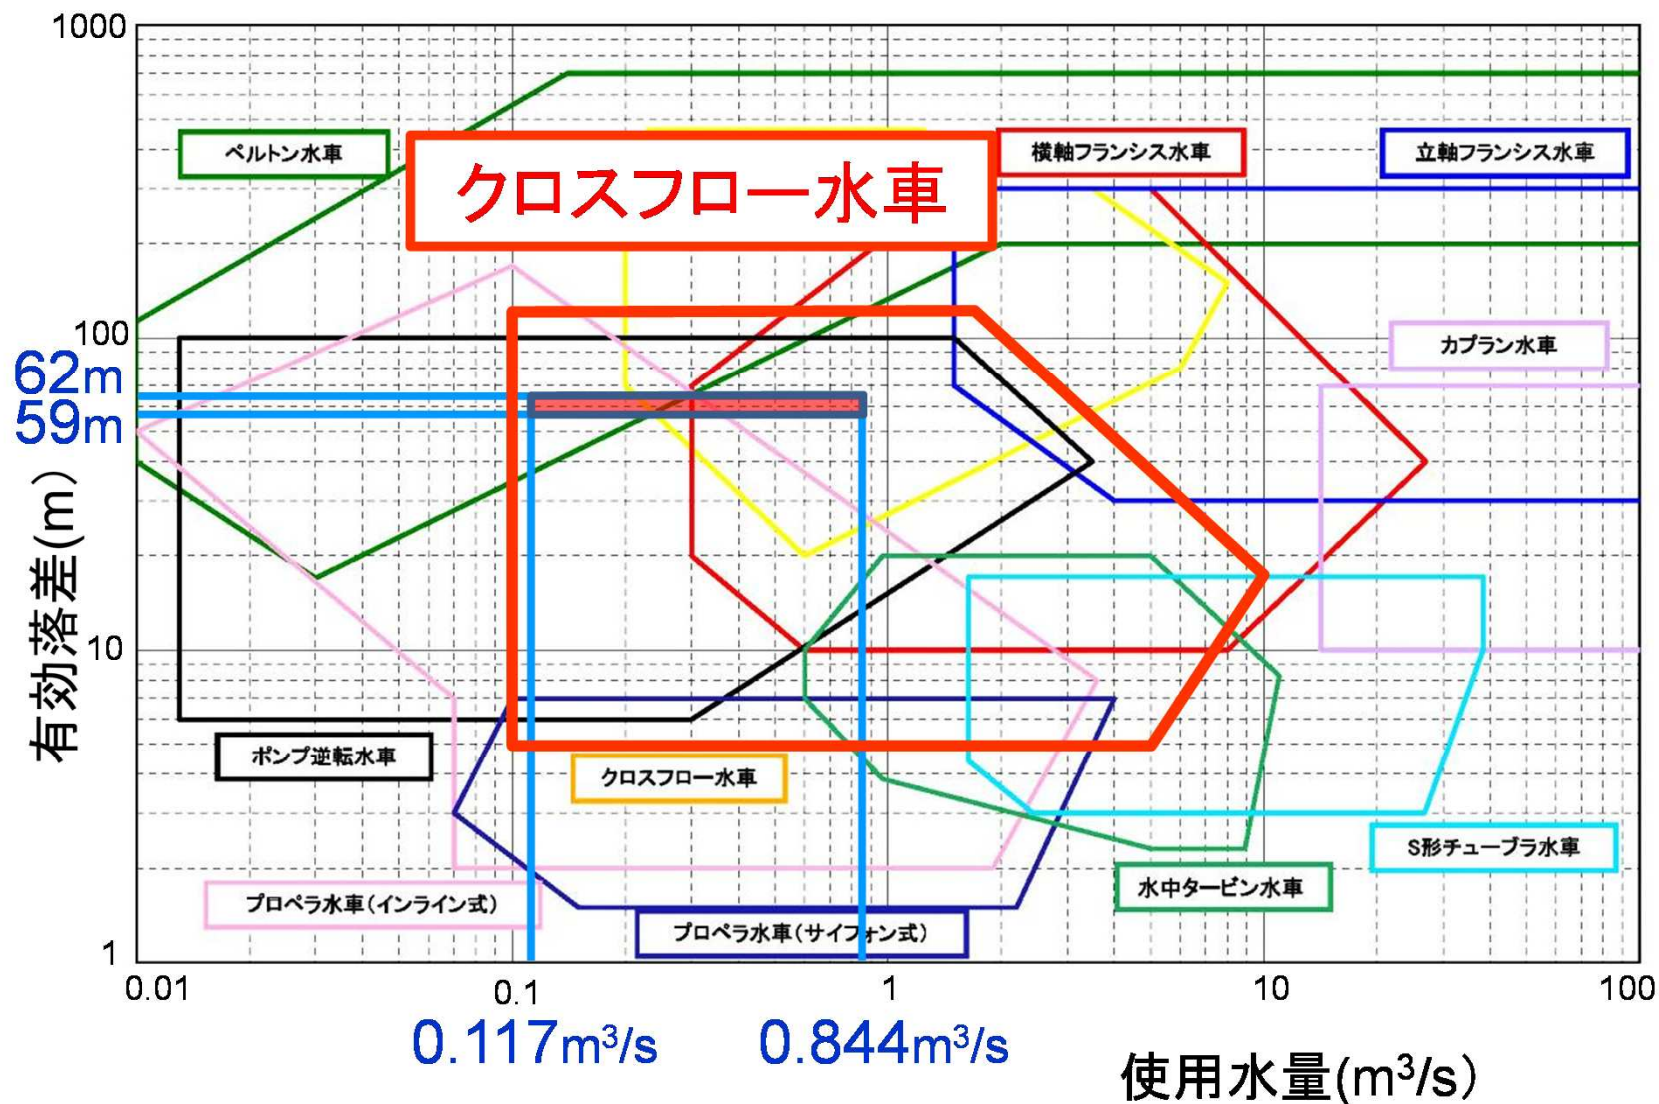 1000
ペルトン水車
クロスフロー水車
横軸フランシス水車
立軸フランシス水車
100
カプラン水車
62m
59m
有効落差(m)
10
ポンプ逆転水車
クロスフロー水車
S形チューブラ水車
水中タービン水車
プロペラ水車(インライン式)
プロペラ水車(サイフォン式)
1
0.01
0.1
1
10
100
0.117m³/s
0.844m³/s
使用水量(m³/s)